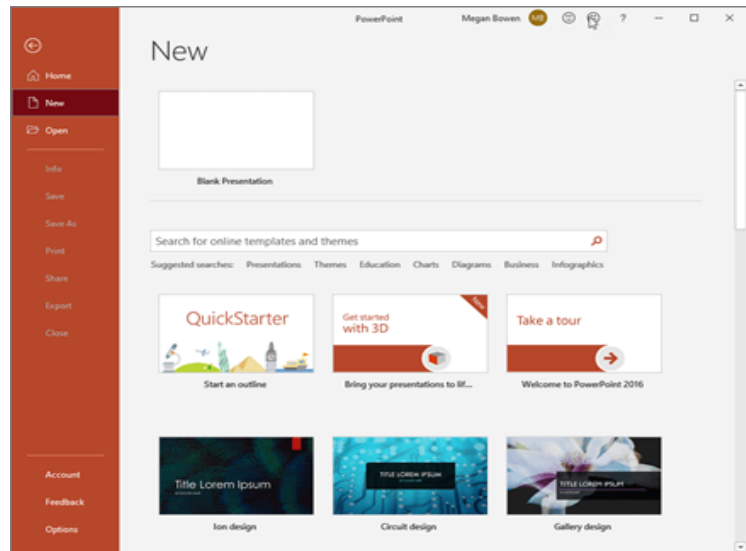 PowerPoint
Megan Bowen MB ?
New
Home
New
Open
Info
Save
Save As
Print
Share
Export
Close
Account
Feedback
Options
Blank Presentation
Search for online templates and themes
Suggested searches: Presentations Themes Education Charts Diagrams Business Infographics
QuickStarter
Start an outline
Get started
with 3D
New
Bring your presentations to lif...
Take a tour
Welcome to PowerPoint 2016
Title Lorem Ipsum
Ion design
TITLE LOREM IPSUM
Circuit design
TITLE LOREM IPSUM
Gallery design